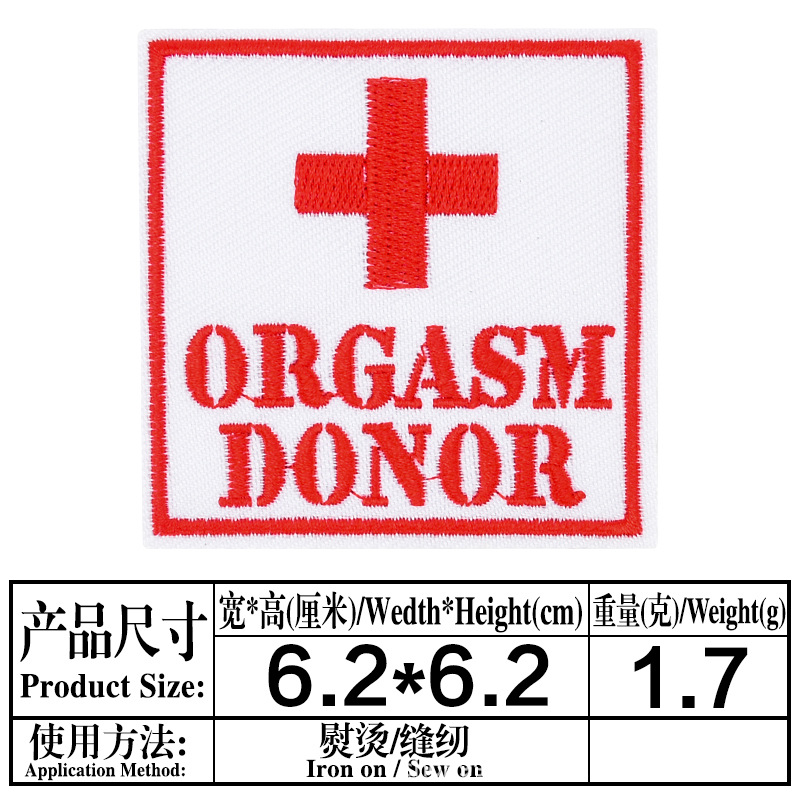 ORGASM
DONOR
产品尺寸
Product Size:
宽*高(厘米)/Wedth*Height(cm)
重量(克)/Weight(g)
6.2*6.2
1.7
使用方法:
Application Method:
熨烫/缝纫
Iron on / Sew on